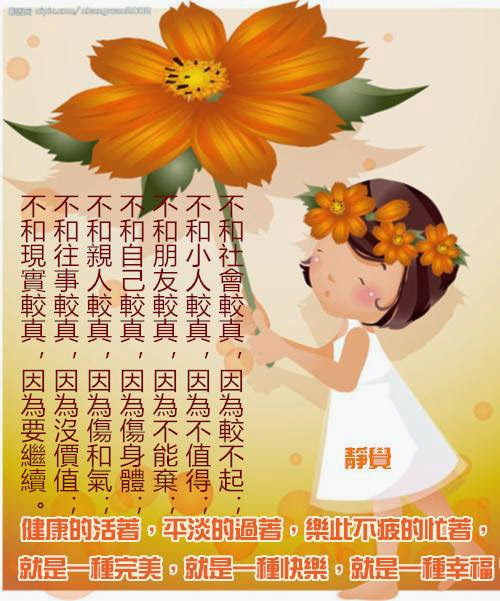 不和社會較真，因為較不起；
不和小人較真，因為不值得；
不和朋友較真，因為不能棄；
不和自己較真，因為傷身體；
不和親人較真，因為傷和氣；
不和往事較真，因為沒價值；
不和現實較真，因為要繼續。
靜覺
健康的活著，平淡的過著，樂此不疲的忙著，
就是一種完美，就是一種快樂，就是一種幸福